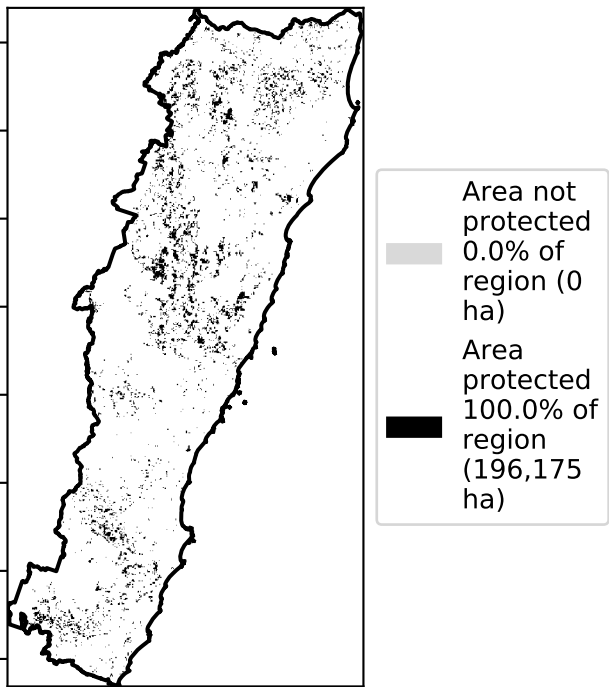 Area not
protected
0.0% of
region (0
ha)
Area
protected
100.0% of
region
(196,175
ha)